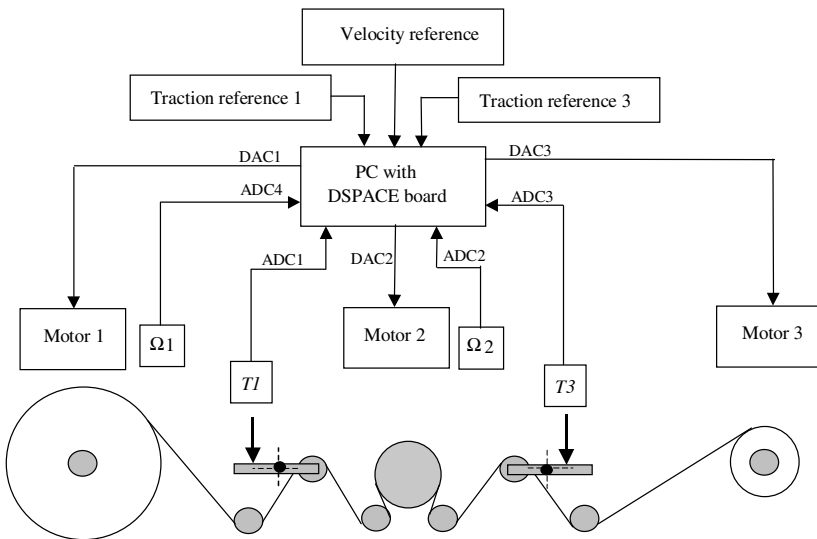 Velocity reference
Traction reference 1
Traction reference 3
DAC1
DAC3
PC with
DSPACE board
ADC4
ADC3
ADC1
DAC2
ADC2
Motor 1
Ω1
Motor 2
Ω2
Motor 3
T1
T3